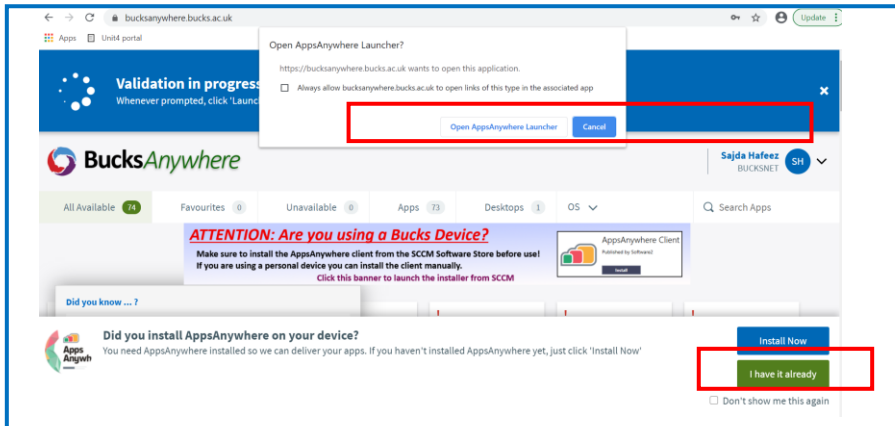 bucksanywhere.bucks.ac.uk
Update
Apps Unit4 portal
Open AppsAnywhere Launcher?
https://bucksanywhere.bucks.ac.uk wants to open this application.
Always allow bucksanywhere.bucks.ac.uk to open links of this type in the associated app
Open AppsAnywhere Launcher Cancel
Validation in progress
Whenever prompted, click
BucksAnywhere
Sajda Hafeez
BUCKSNET
SH
All Available 74 Favourites 0 Unavailable 0 Apps 73 Desktops 1 OS Search Apps
ATTENTION: Are you using a Bucks Device?
Make sure to install the AppsAnywhere client from the SCCM Software Store before use!
If you are using a personal device you can install the client manually.
Click this banner to launch the installer from SCCM
AppsAnywhere Client
Published by Software2
Install
Did you know ... ?
Did you install AppsAnywhere on your device?
You need AppsAnywhere installed so we can deliver your apps. If you haven't installed AppsAnywhere yet, just click 'Install Now'
Apps
Anywh
Install Now
I have it already
Don't show me this again